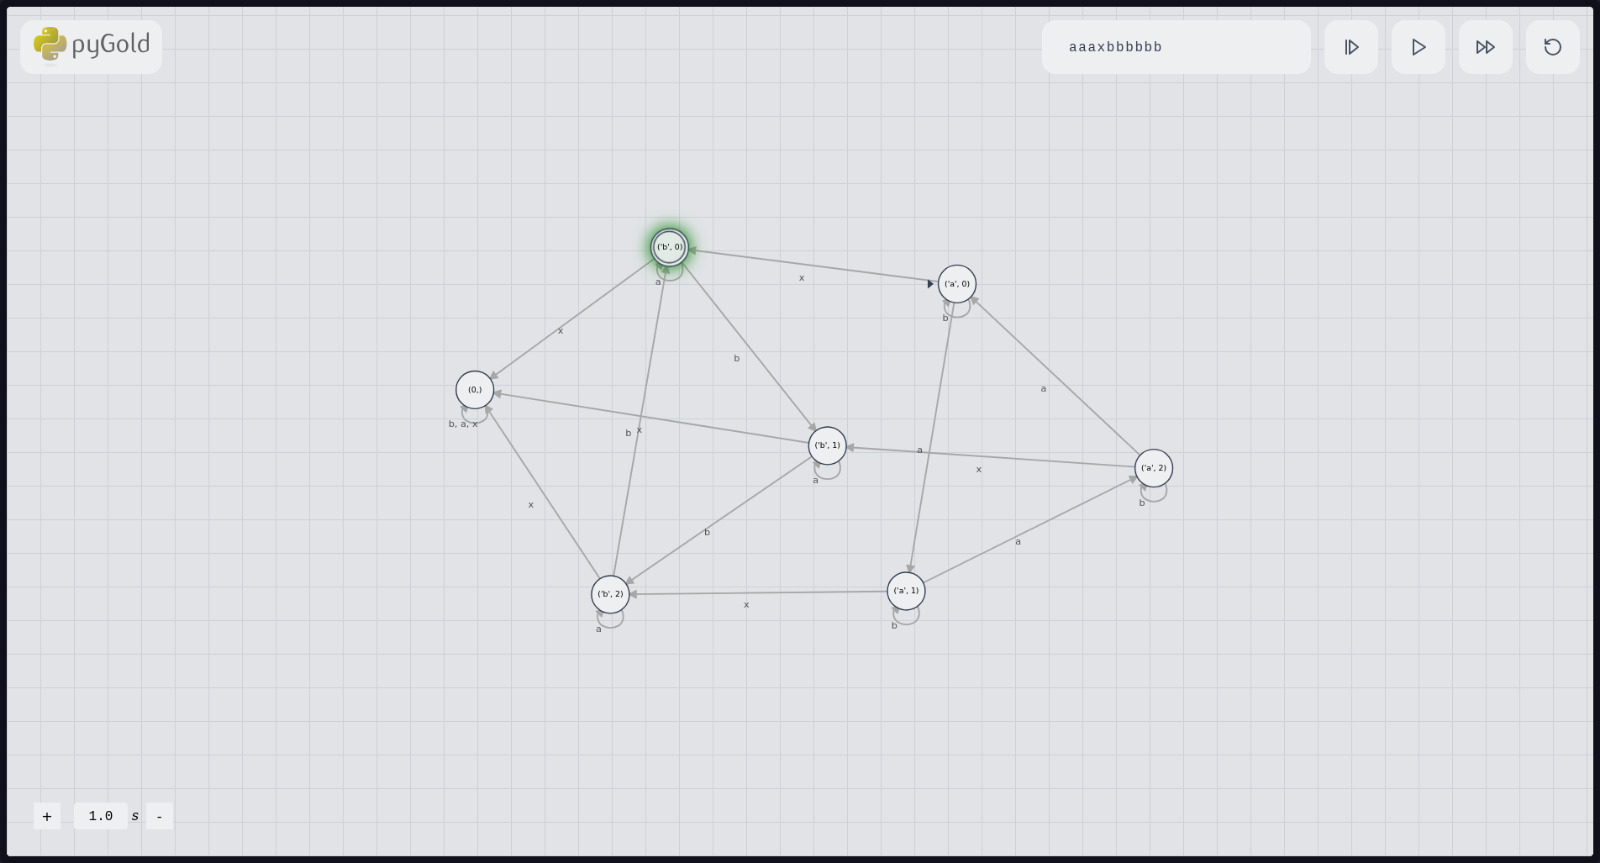 pyGold
aaaxbbbbbb
('b', 0)
('a', 0)
x
a
b
x
b
a
(0,)
b, a, x
b
x
('b', 1)
a
a
x
('a', 2)
b
x
b
a
('b', 2)
a
x
('a', 1)
b
+
1.0 s
-